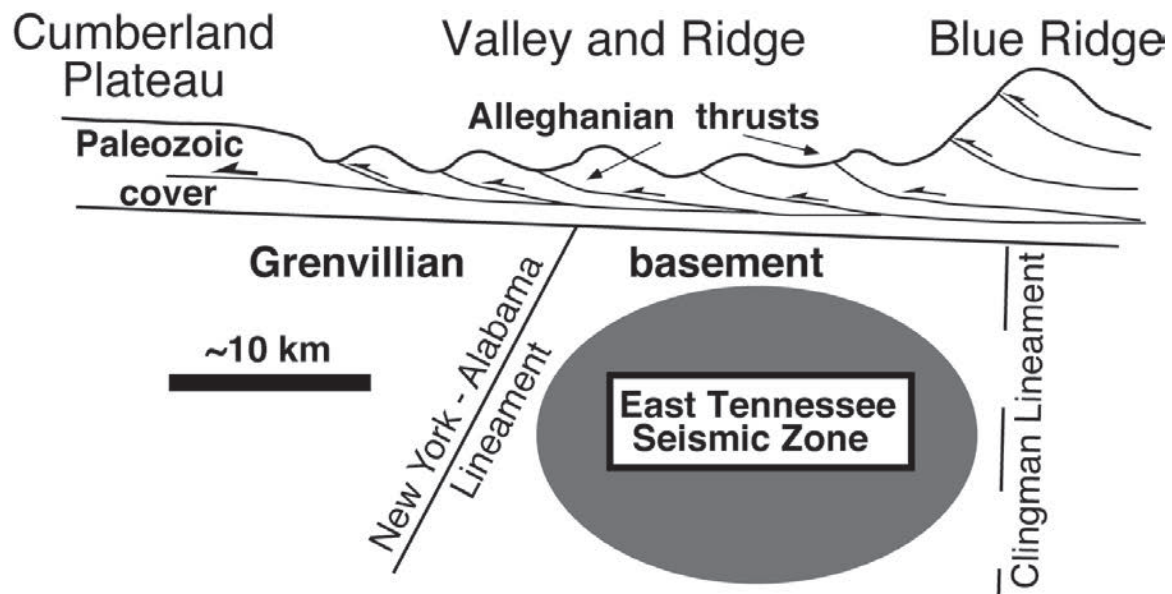 Cumberland
Plateau
Valley and Ridge
Blue Ridge
Alleghanian thrusts
Paleozoic
cover
Grenvillian basement
~10 km
New York - Alabama
Lineament
East Tennessee
Seismic Zone
Clingman Lineament